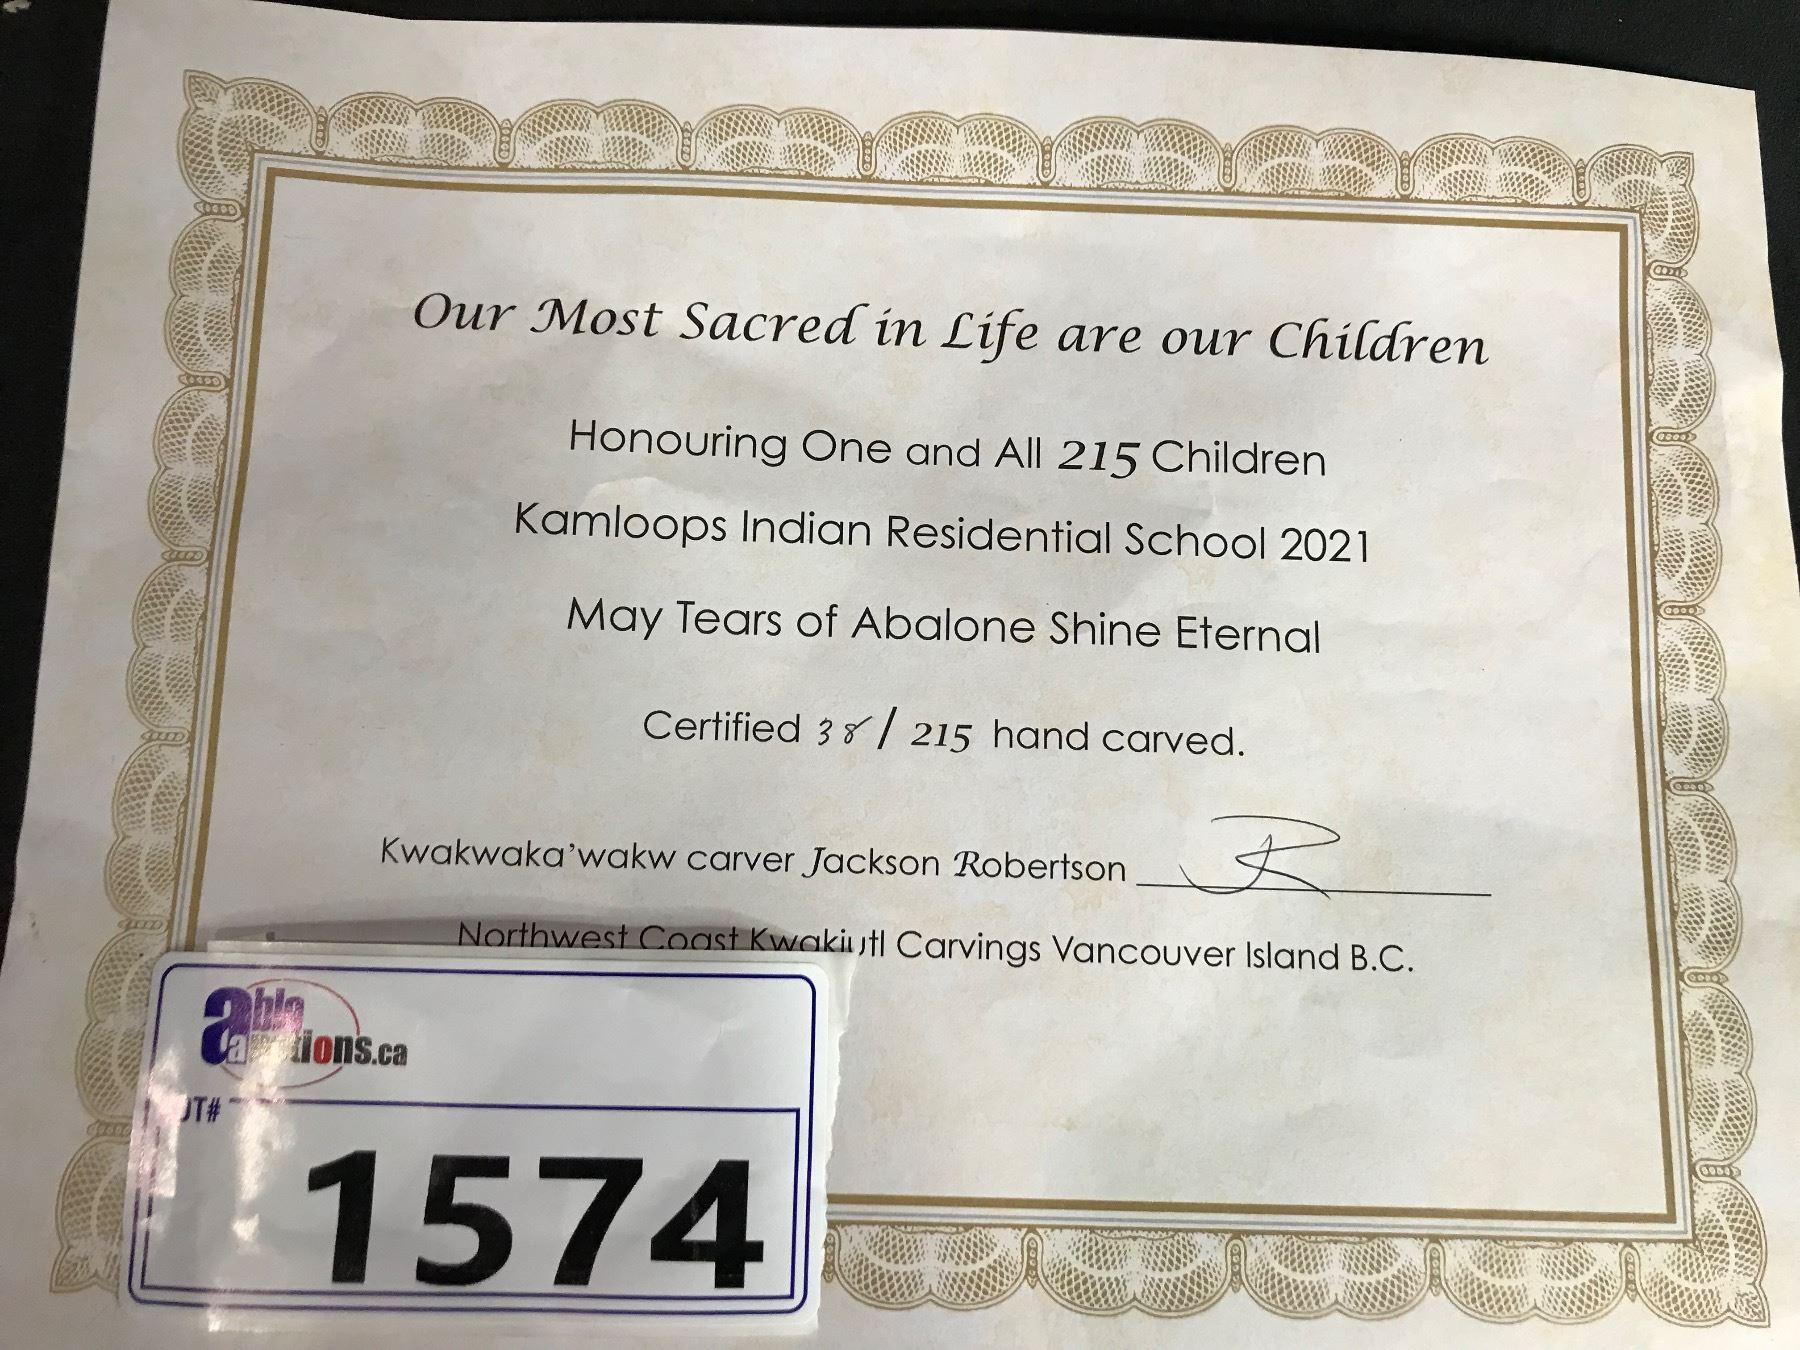 Our Most Sacred in Life are our Children
Honouring One and All 215 Children
Kamloops Indian Residential School 2021
May Tears of Abalone Shine Eternal
Certified 38/ 215 hand carved.
Kwakwaka'wakw carver Jackson Robertson
Northwest Coast Kwakiutl Carvings Vancouver Island B.C.
able
auctions.ca
LOT#
1574